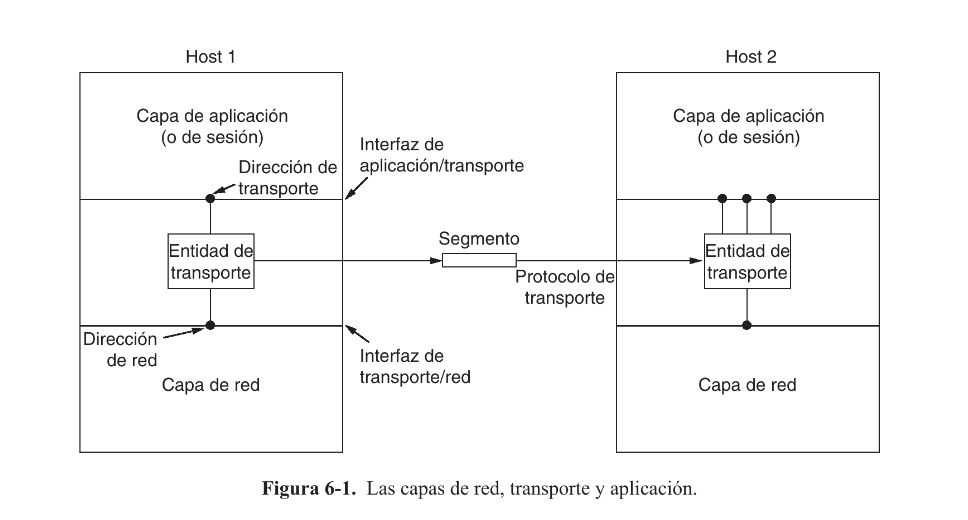 Host 1
Host 2
Capa de aplicación
(o de sesión)
Capa de aplicación
(o de sesión)
Interfaz de
aplicación/transporte
Dirección de
transporte
Entidad de
transporte
Segmento
Protocolo de
transporte
Entidad de
transporte
Dirección
de red
Interfaz de
transporte/red
Capa de red
Capa de red
Figura 6-1. Las capas de red, transporte y aplicación.